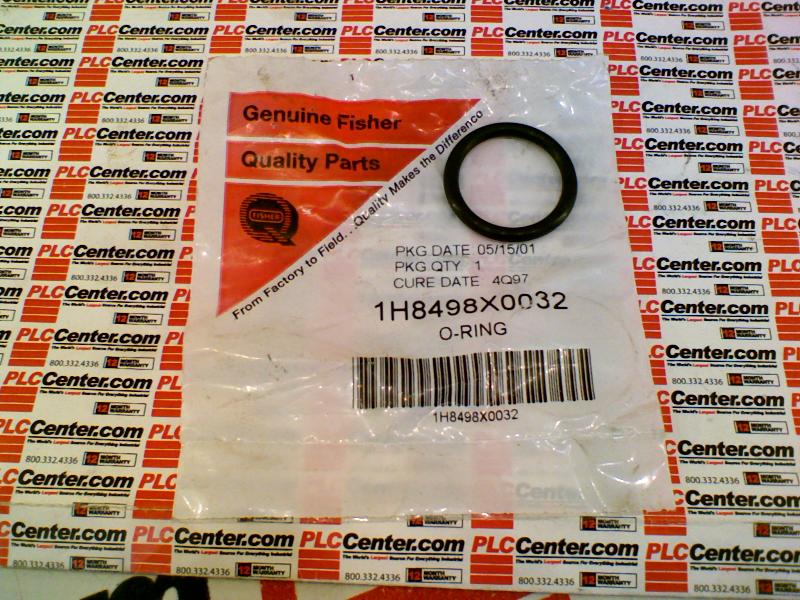 Genuine Fisher
Quality Parts
FISHER
From Factory to Field...Quality Makes the Difference
PKG DATE 05/15/01
PKG QTY 1
CURE DATE 4Q97
1H8498X0032
O-RING
1H8498X0032
PLCenter.com
The World's Largest Source For Everything Industrial
800.332.4336
12 MONTH WARRANTY